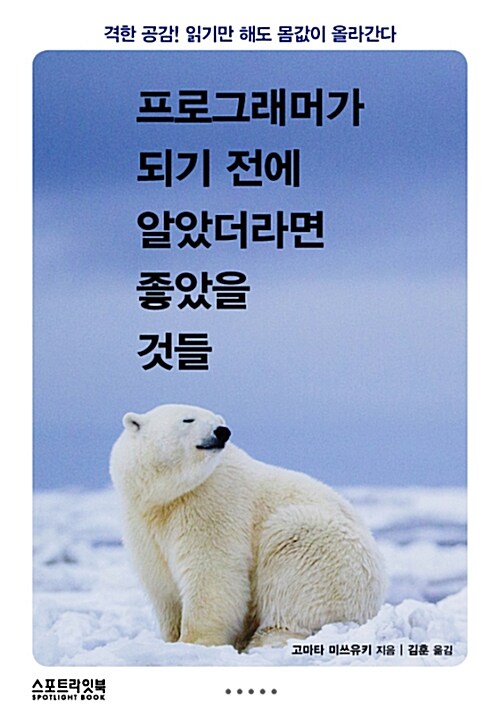 격한 공감! 읽기만 해도 몸값이 올라간다
프로그래머가
되기 전에
알았더라면
좋았을
것들
고마타 미쓰유키 지음 | 김훈 옮김
스포트라잇북
SPOTLIGHT BOOK